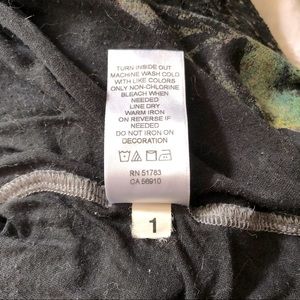 TURN INSIDE OUT
MACHINE WASH COLD
WITH LIKE COLORS
ONLY NON-CHLORINE
BLEACH WHEN
NEEDED
LINE DRY
WARM IRON
ON REVERSE IF
NEEDED
DO NOT IRON ON
DECORATION
RN 51783
CA 56910
1